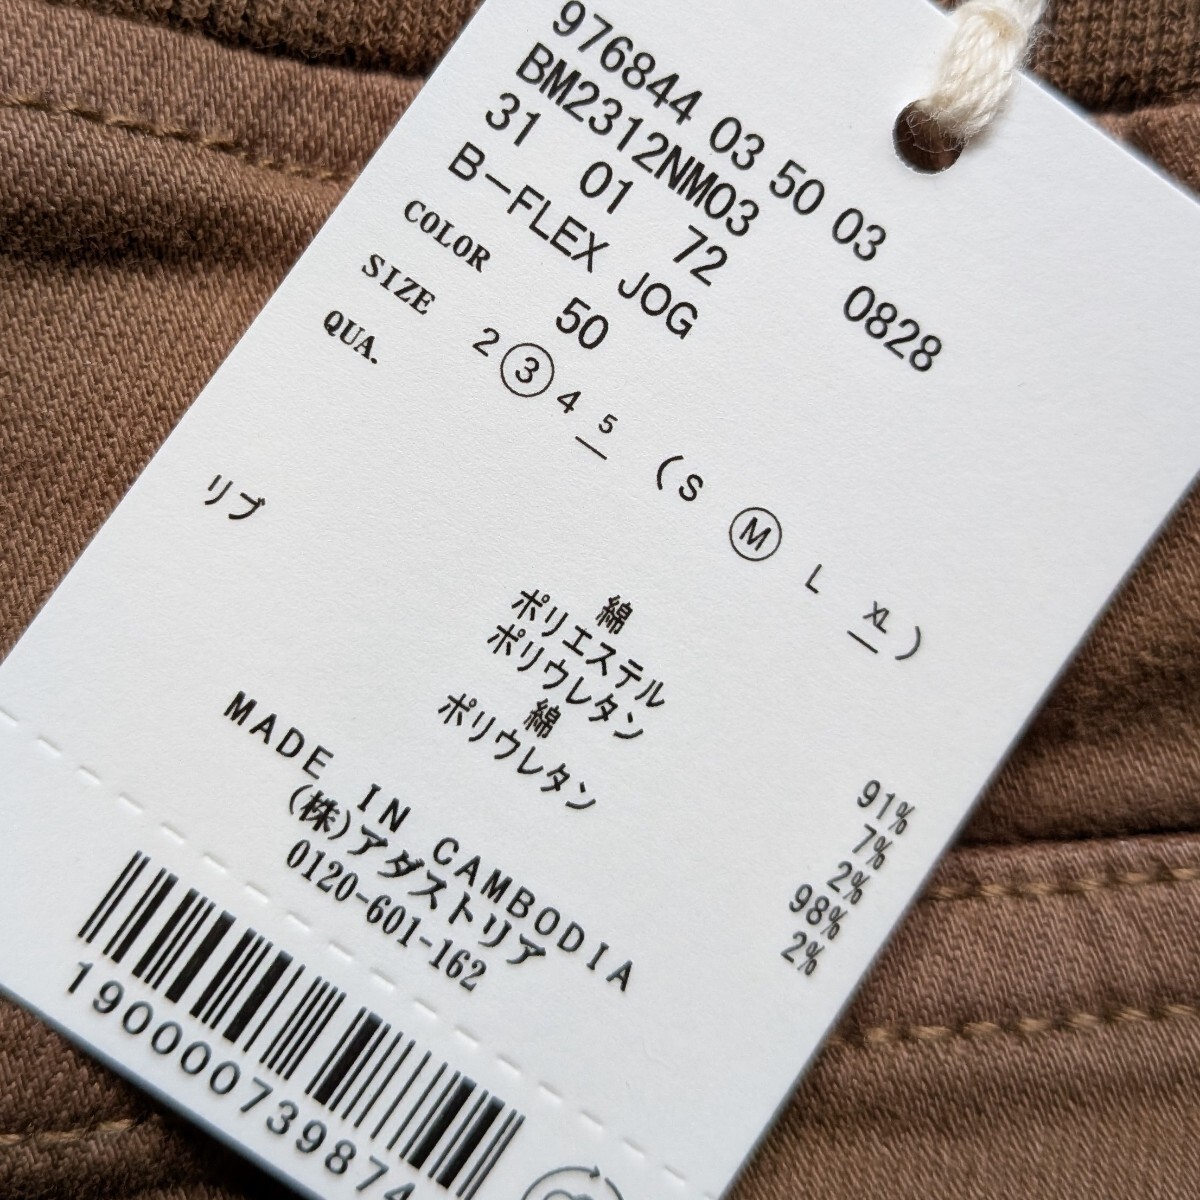 976844 03 50 03
BM2312NM03
31 01 72 0828
B-FLEX JOG
COLOR 50
SIZE 2 3 4 5 (S M L XL)
QUA.
綿 91%
ポリエステル 7%
ポリウレタン 2%
リブ 綿 98%
ポリウレタン 2%
MADE IN CAMBODIA
(株)アダストリア
0120-601-162
190000739874